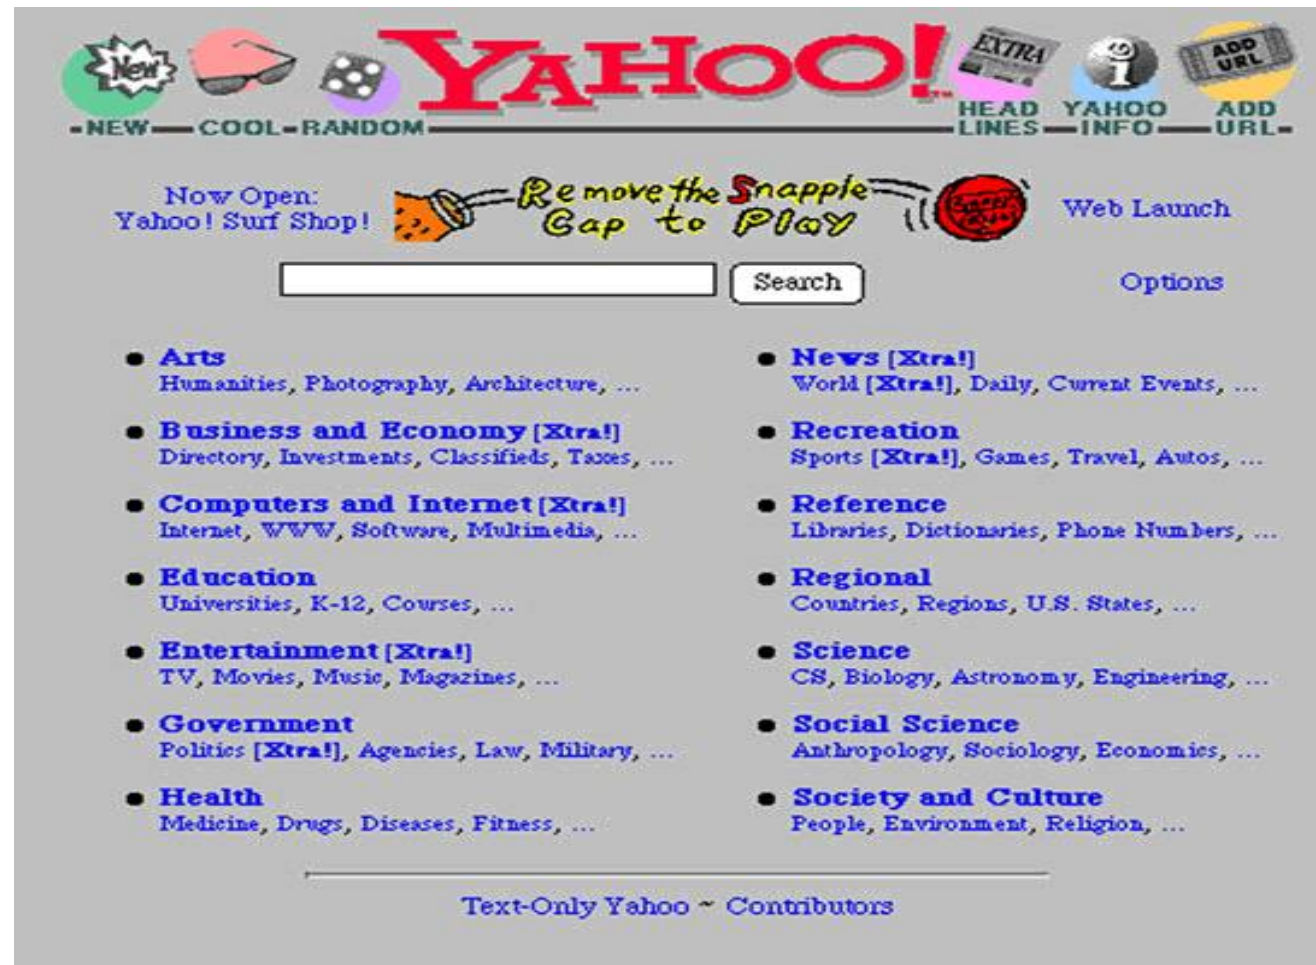 New
YAHOO!
EXTRA
i
ADD URL
NEW COOL RANDOM
HEAD LINES
YAHOO INFO
ADD URL
Now Open:
Yahoo! Surf Shop!
Remove the Snapple
Cap to Play
Web Launch
Search
Options
Arts
Humanities, Photography, Architecture, ...
Business and Economy [Xtra!]
Directory, Investments, Classifieds, Taxes, ...
Computers and Internet [Xtra!]
Internet, WWW, Software, Multimedia, ...
Education
Universities, K-12, Courses, ...
Entertainment [Xtra!]
TV, Movies, Music, Magazines, ...
Government
Politics [Xtra!], Agencies, Law, Military, ...
Health
Medicine, Drugs, Diseases, Fitness, ...
News [Xtra!]
World [Xtra!], Daily, Current Events, ...
Recreation
Sports [Xtra!], Games, Travel, Autos, ...
Reference
Libraries, Dictionaries, Phone Numbers, ...
Regional
Countries, Regions, U.S. States, ...
Science
CS, Biology, Astronomy, Engineering, ...
Social Science
Anthropology, Sociology, Economics, ...
Society and Culture
People, Environment, Religion, ...
Text-Only Yahoo ~ Contributors